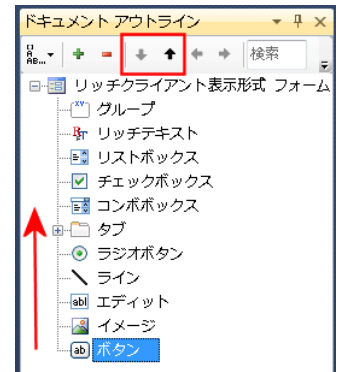 ドキュメント アウトライン
検索
リッチクライアント表示形式 フォーム
グループ
リッチテキスト
リストボックス
チェックボックス
コンボボックス
タブ
ラジオボタン
ライン
abl エディット
イメージ
ab ボタン